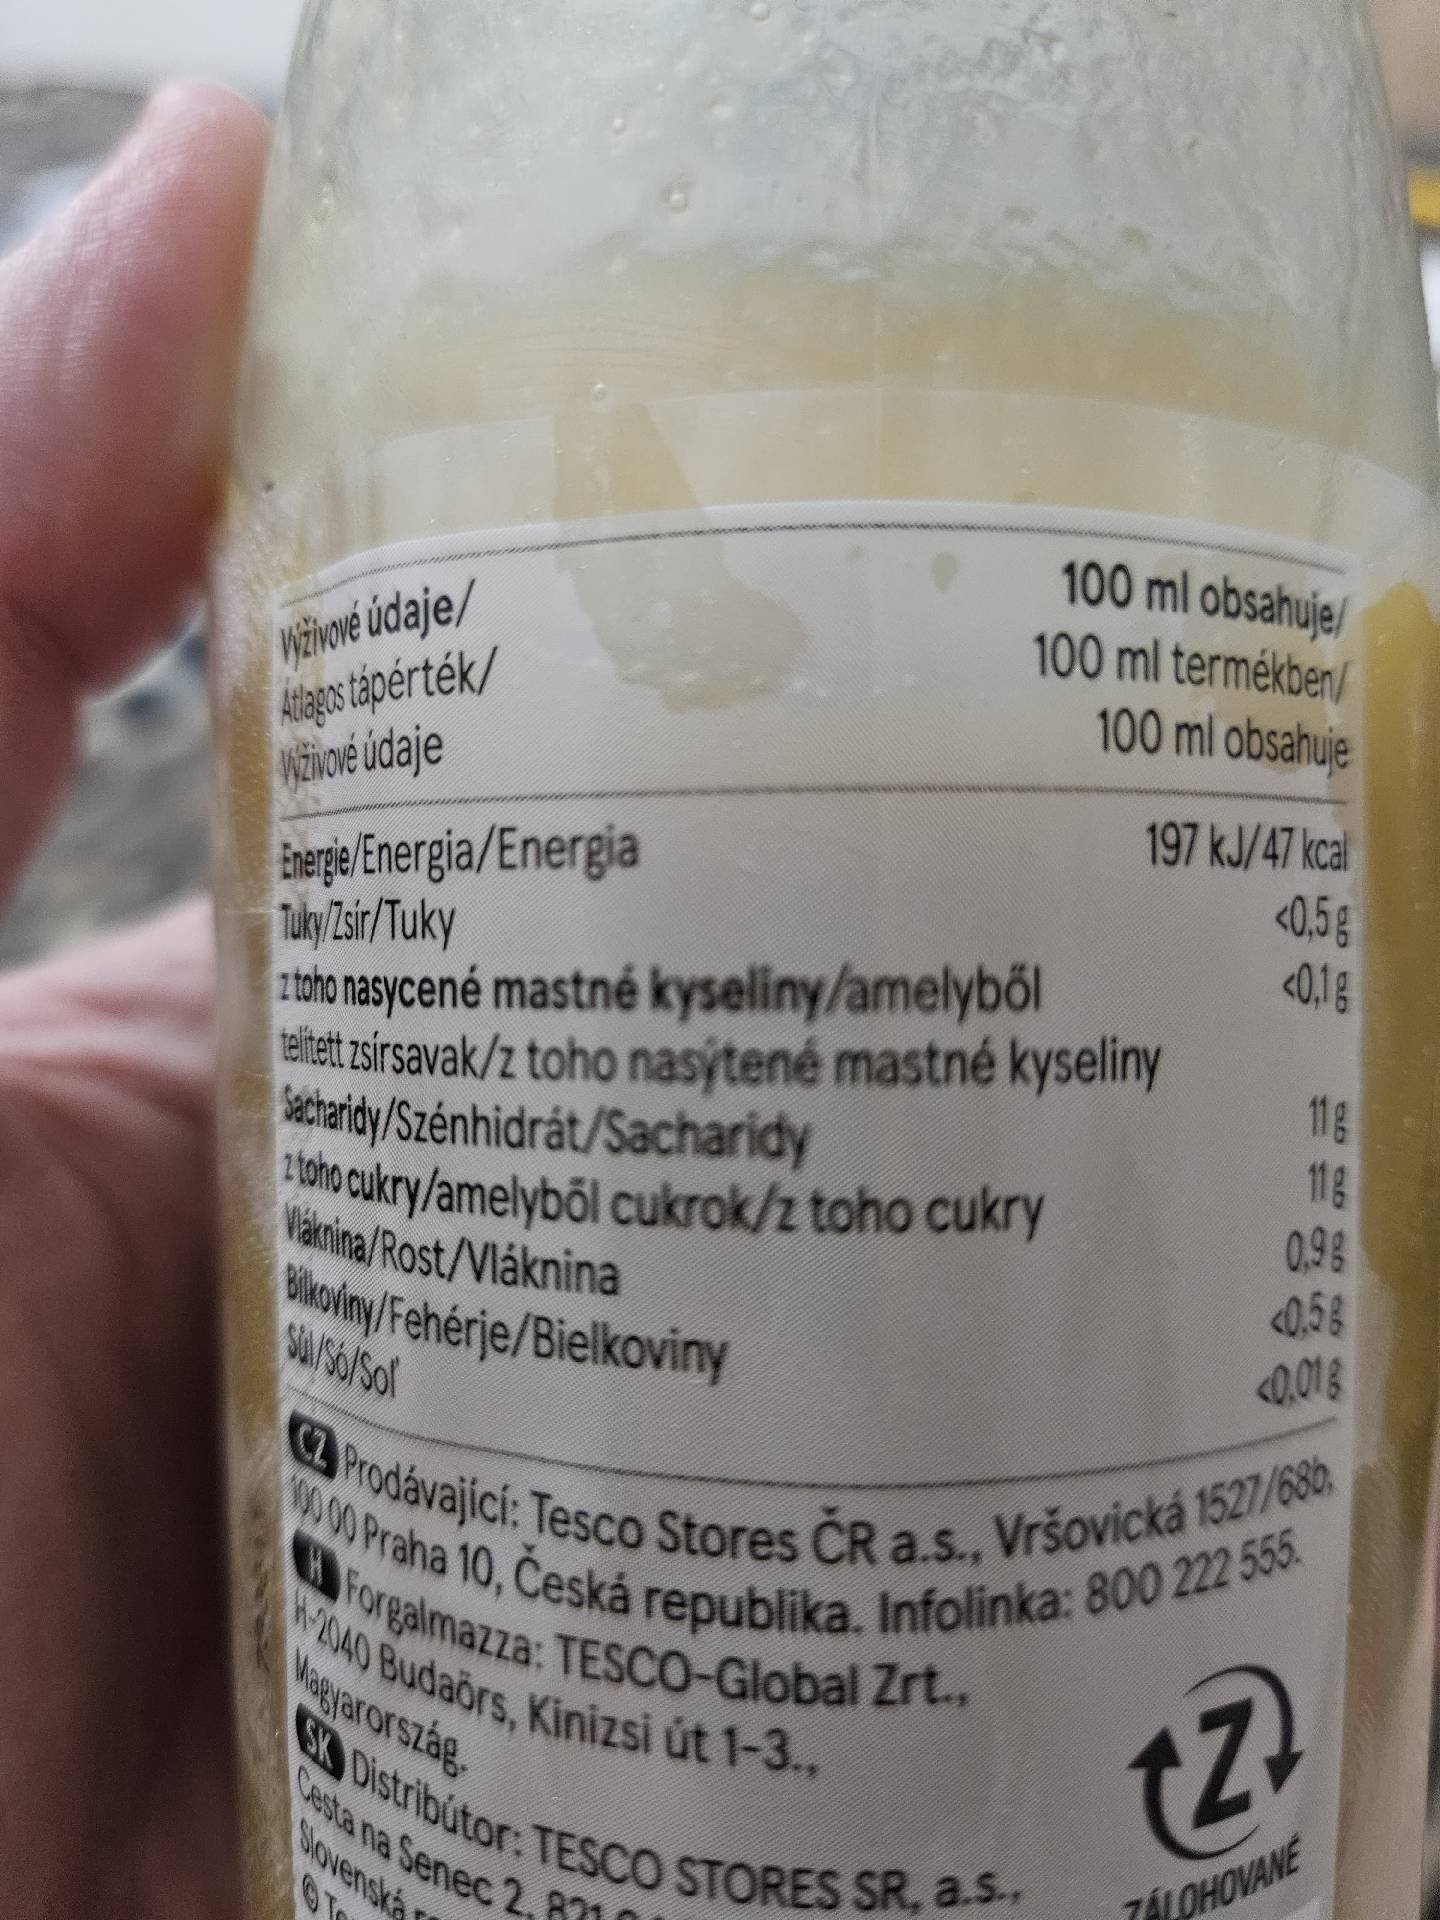 Výživové údaje/
Átlagos tápérték/
Výživové údaje
100 ml obsahuje/
100 ml termékben/
100 ml obsahuje
Energie/Energia/Energia 197 kJ/47 kcal
Tuky/Zsír/Tuky <0,5 g
z toho nasycené mastné kyseliny/amelyből <0,1 g
telített zsírsavak/z toho nasýtené mastné kyseliny
Sacharidy/Szénhidrát/Sacharidy 11 g
z toho cukry/amelyből cukrok/z toho cukry 11 g
Vláknina/Rost/Vláknina 0,9 g
Bílkoviny/Fehérje/Bielkoviny <0,5 g
Sůl/Só/Soľ <0,01 g
CZ Prodávající: Tesco Stores ČR a.s., Vršovická 1527/68b,
100 00 Praha 10, Česká republika. Infolinka: 800 222 555.
H Forgalmazza: TESCO-Global Zrt.,
H-2040 Budaörs, Kinizsi út 1-3.,
Magyarország.
SK Distribútor: TESCO STORES SR, a.s.,
Cesta na Senec 2, 821
Slovenská
©
Z
ZÁLOHOVANÉ